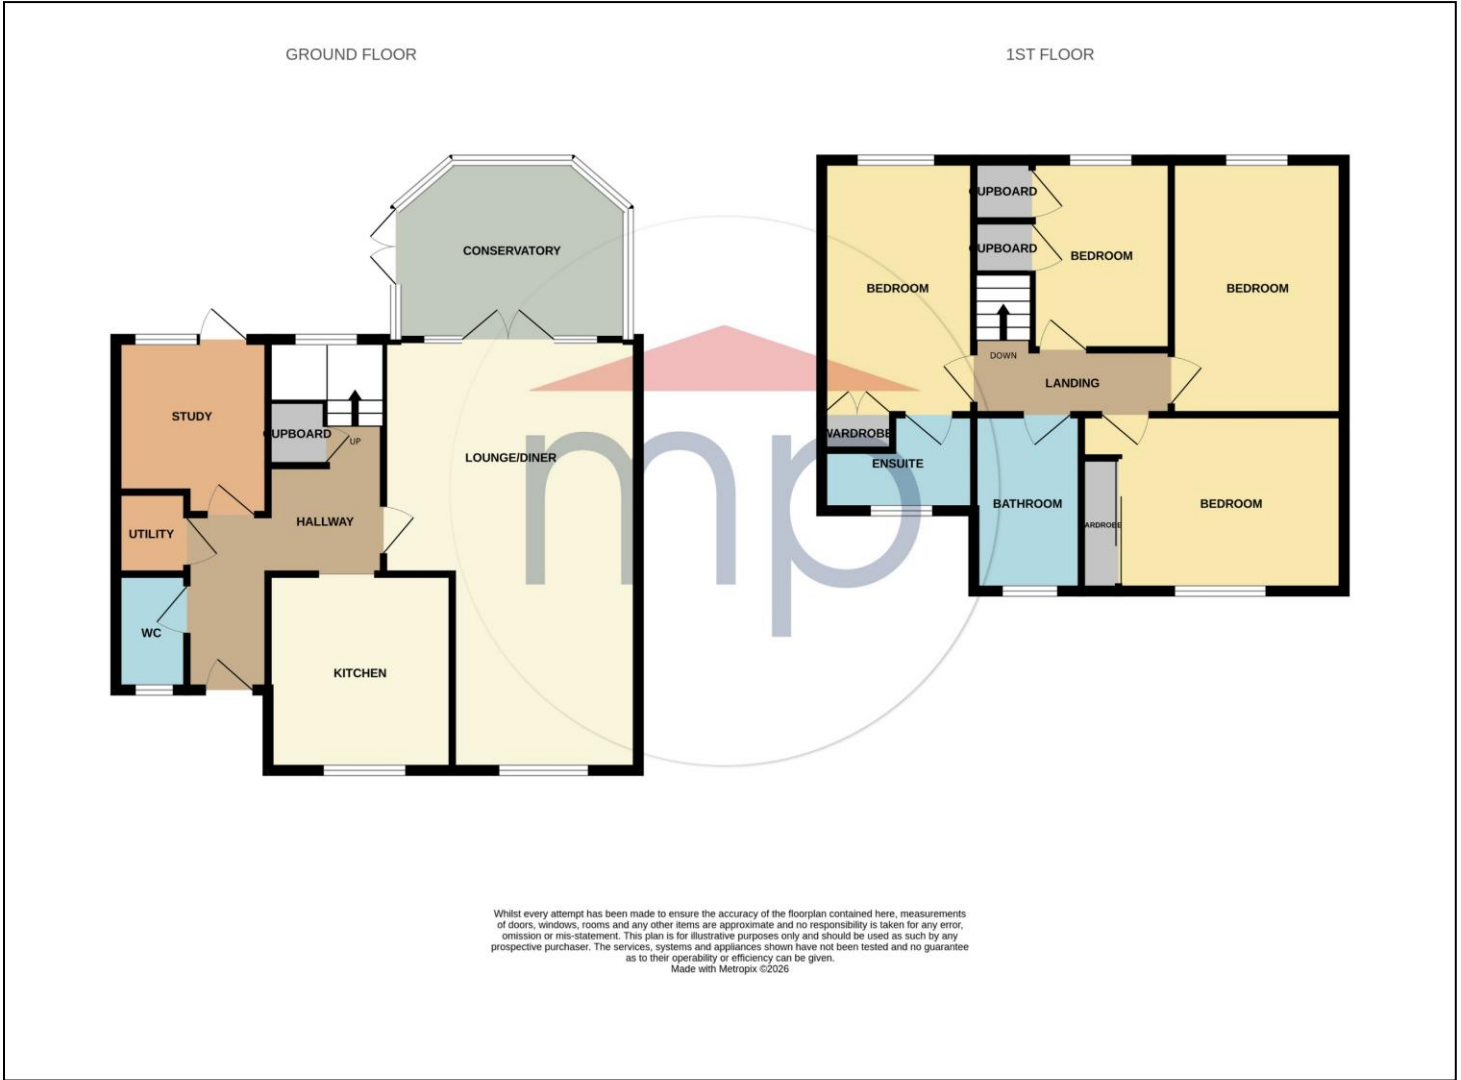 GROUND FLOOR
1ST FLOOR
CONSERVATORY
STUDY
CUPBOARD
UP
LOUNGE/DINER
HALLWAY
UTILITY
WC
KITCHEN
CUPBOARD
CUPBOARD
BEDROOM
BEDROOM
BEDROOM
DOWN
LANDING
WARDROBE
ENSUITE
BATHROOM
WARDROBE
BEDROOM
mp
Whilst every attempt has been made to ensure the accuracy of the floorplan contained here, measurements
of doors, windows, rooms and any other items are approximate and no responsibility is taken for any error,
omission or mis-statement. This plan is for illustrative purposes only and should be used as such by any
prospective purchaser. The services, systems and appliances shown have not been tested and no guarantee
as to their operability or efficiency can be given.
Made with Metropix ©2026